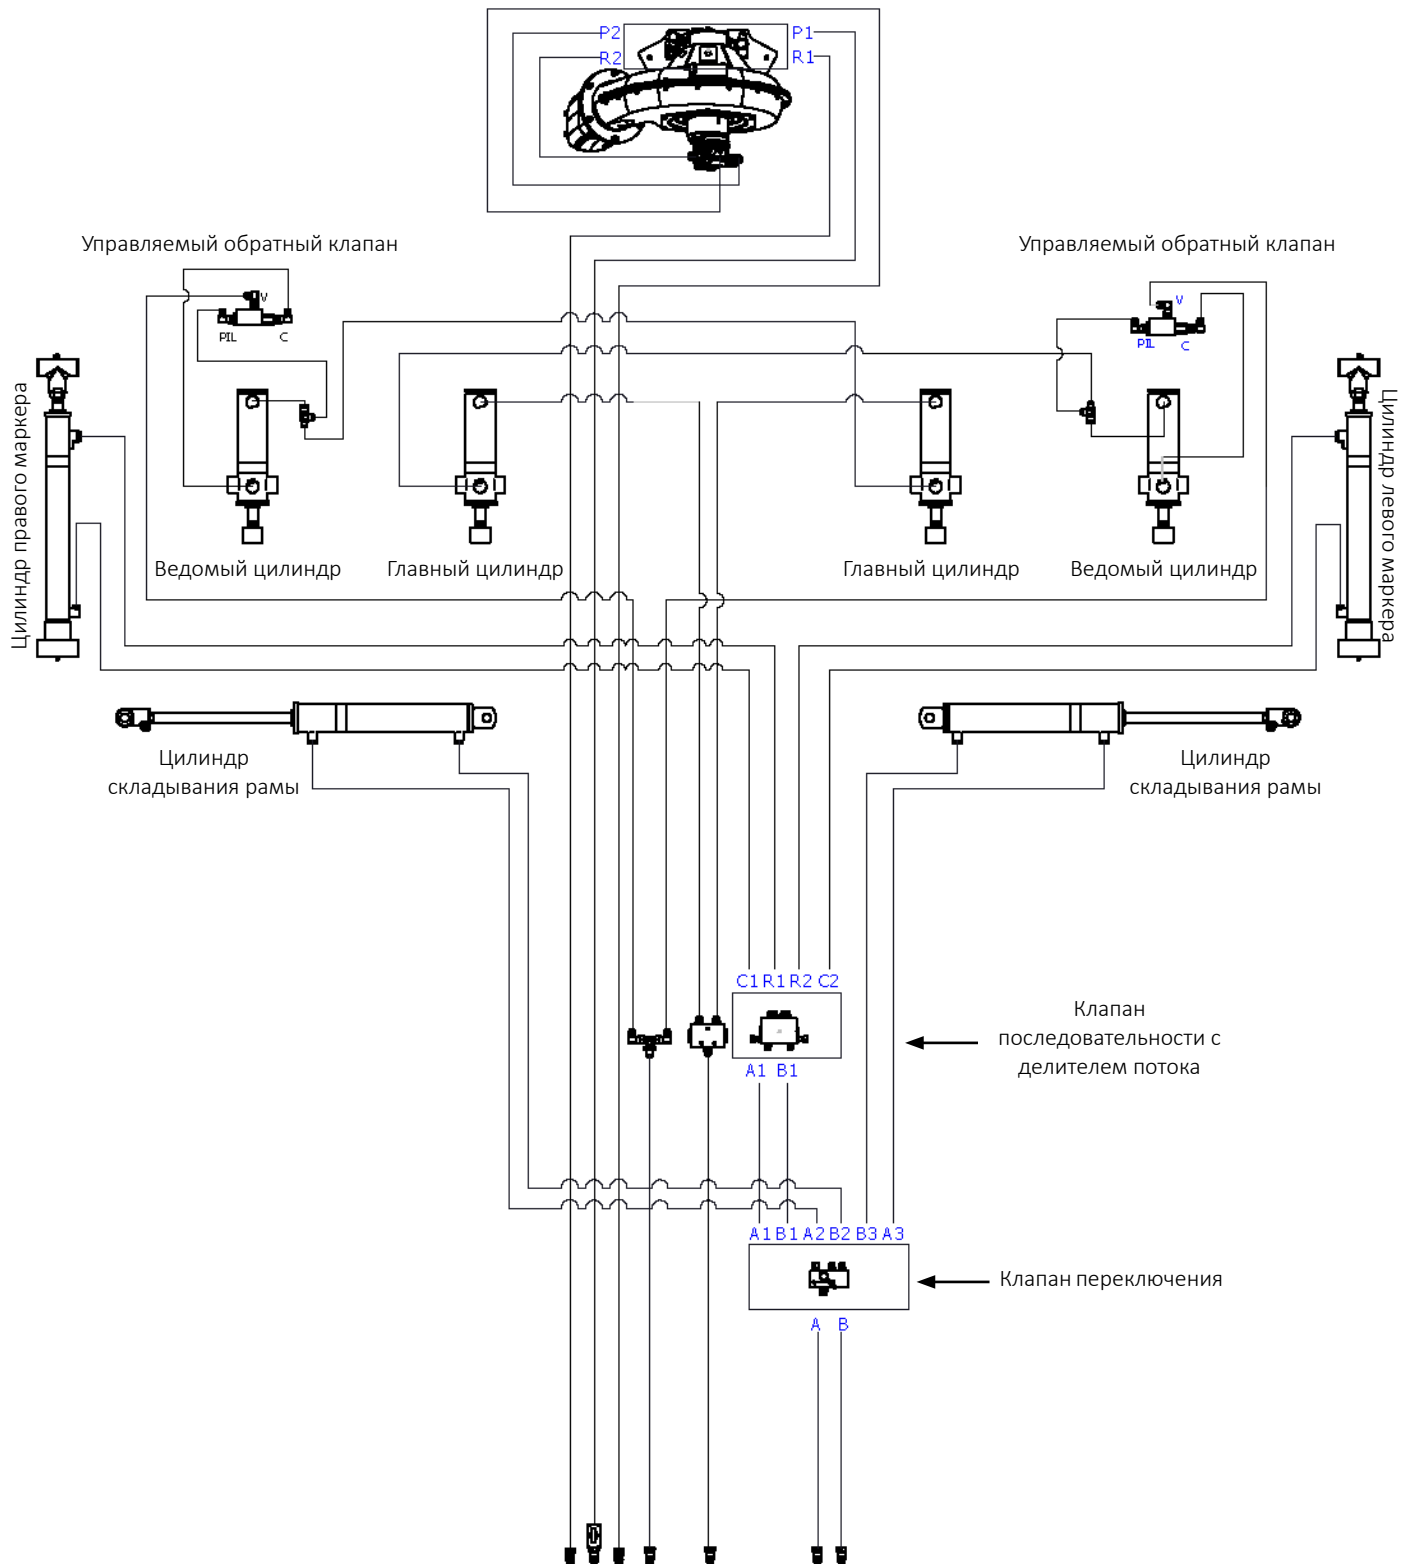 P2
P1
R2
R1
Управляемый обратный клапан
Управляемый обратный клапан
V
PIL
C
V
PIL
C
Цилиндр правого маркера
Цилиндр левого маркера
Ведомый цилиндр
Главный цилиндр
Главный цилиндр
Ведомый цилиндр
Цилиндр
складывания рамы
Цилиндр
складывания рамы
C1 R1 R2 C2
Клапан
последовательности с
делителем потока
A1 B1
A1 B1 A2 B2 B3 A3
Клапан переключения
A B